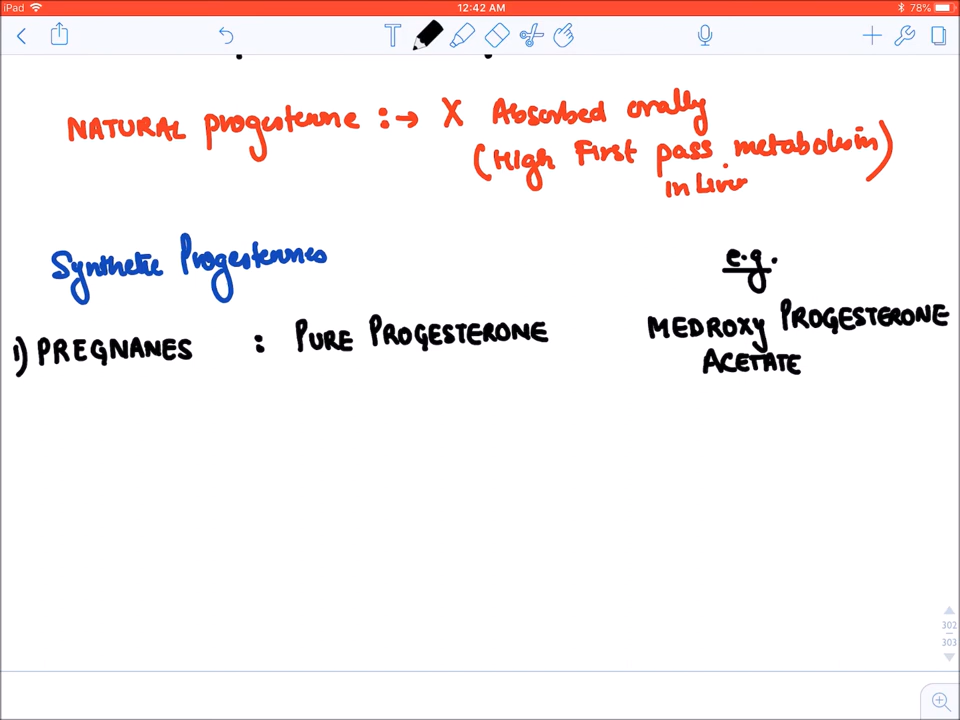 iPad 12:42 AM 78%
T
NATURAL progesterone :→ X Absorbed orally
(High First pass metabolism)
in Liver
Synthetic Progesterones
e.g.
1) PREGNANES : PURE PROGESTERONE MEDROXY PROGESTERONE
ACETATE
302
303